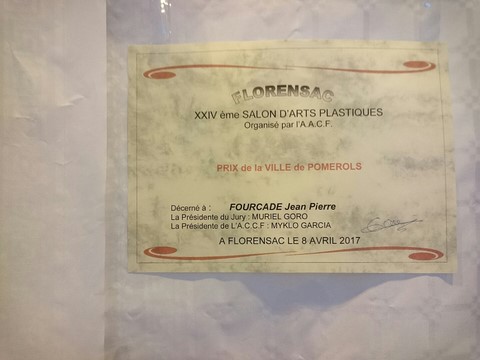 FLORENSAC
XXIV ème SALON D'ARTS PLASTIQUES
Organisé par l'A.A.C.F.
PRIX de la VILLE de POMEROLS
Décerné à : FOURCADE Jean Pierre
La Présidente du Jury : MURIEL GORO
La Présidente de L'A.C.C.F : MYKLO GARCIA
A FLORENSAC LE 8 AVRIL 2017